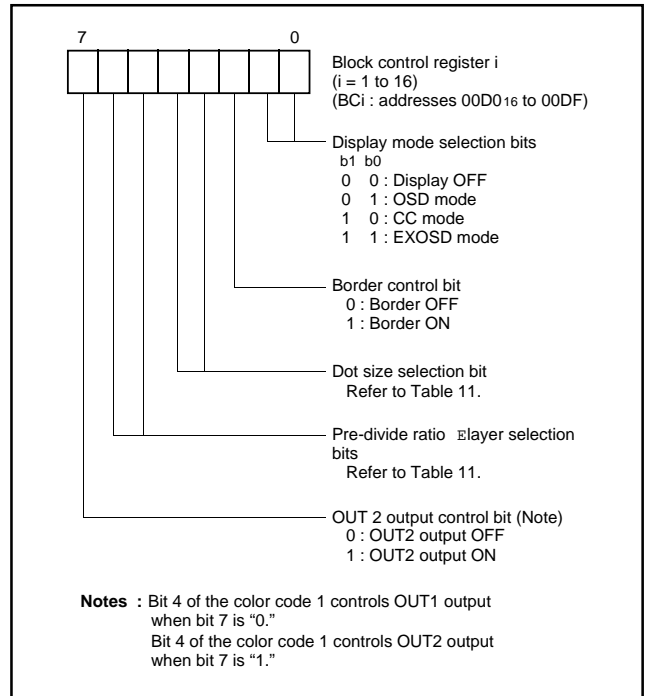 7 0
Block control register i
(i = 1 to 16)
(BCi : addresses 00D016 to 00DF)
Display mode selection bits
b1 b0
0 0 : Display OFF
0 1 : OSD mode
1 0 : CC mode
1 1 : EXOSD mode
Border control bit
0 : Border OFF
1 : Border ON
Dot size selection bit
Refer to Table 11.
Pre-divide ratio Elayer selection
bits
Refer to Table 11.
OUT 2 output control bit (Note)
0 : OUT2 output OFF
1 : OUT2 output ON
Notes : Bit 4 of the color code 1 controls OUT1 output
when bit 7 is “0.”
Bit 4 of the color code 1 controls OUT2 output
when bit 7 is “1.”